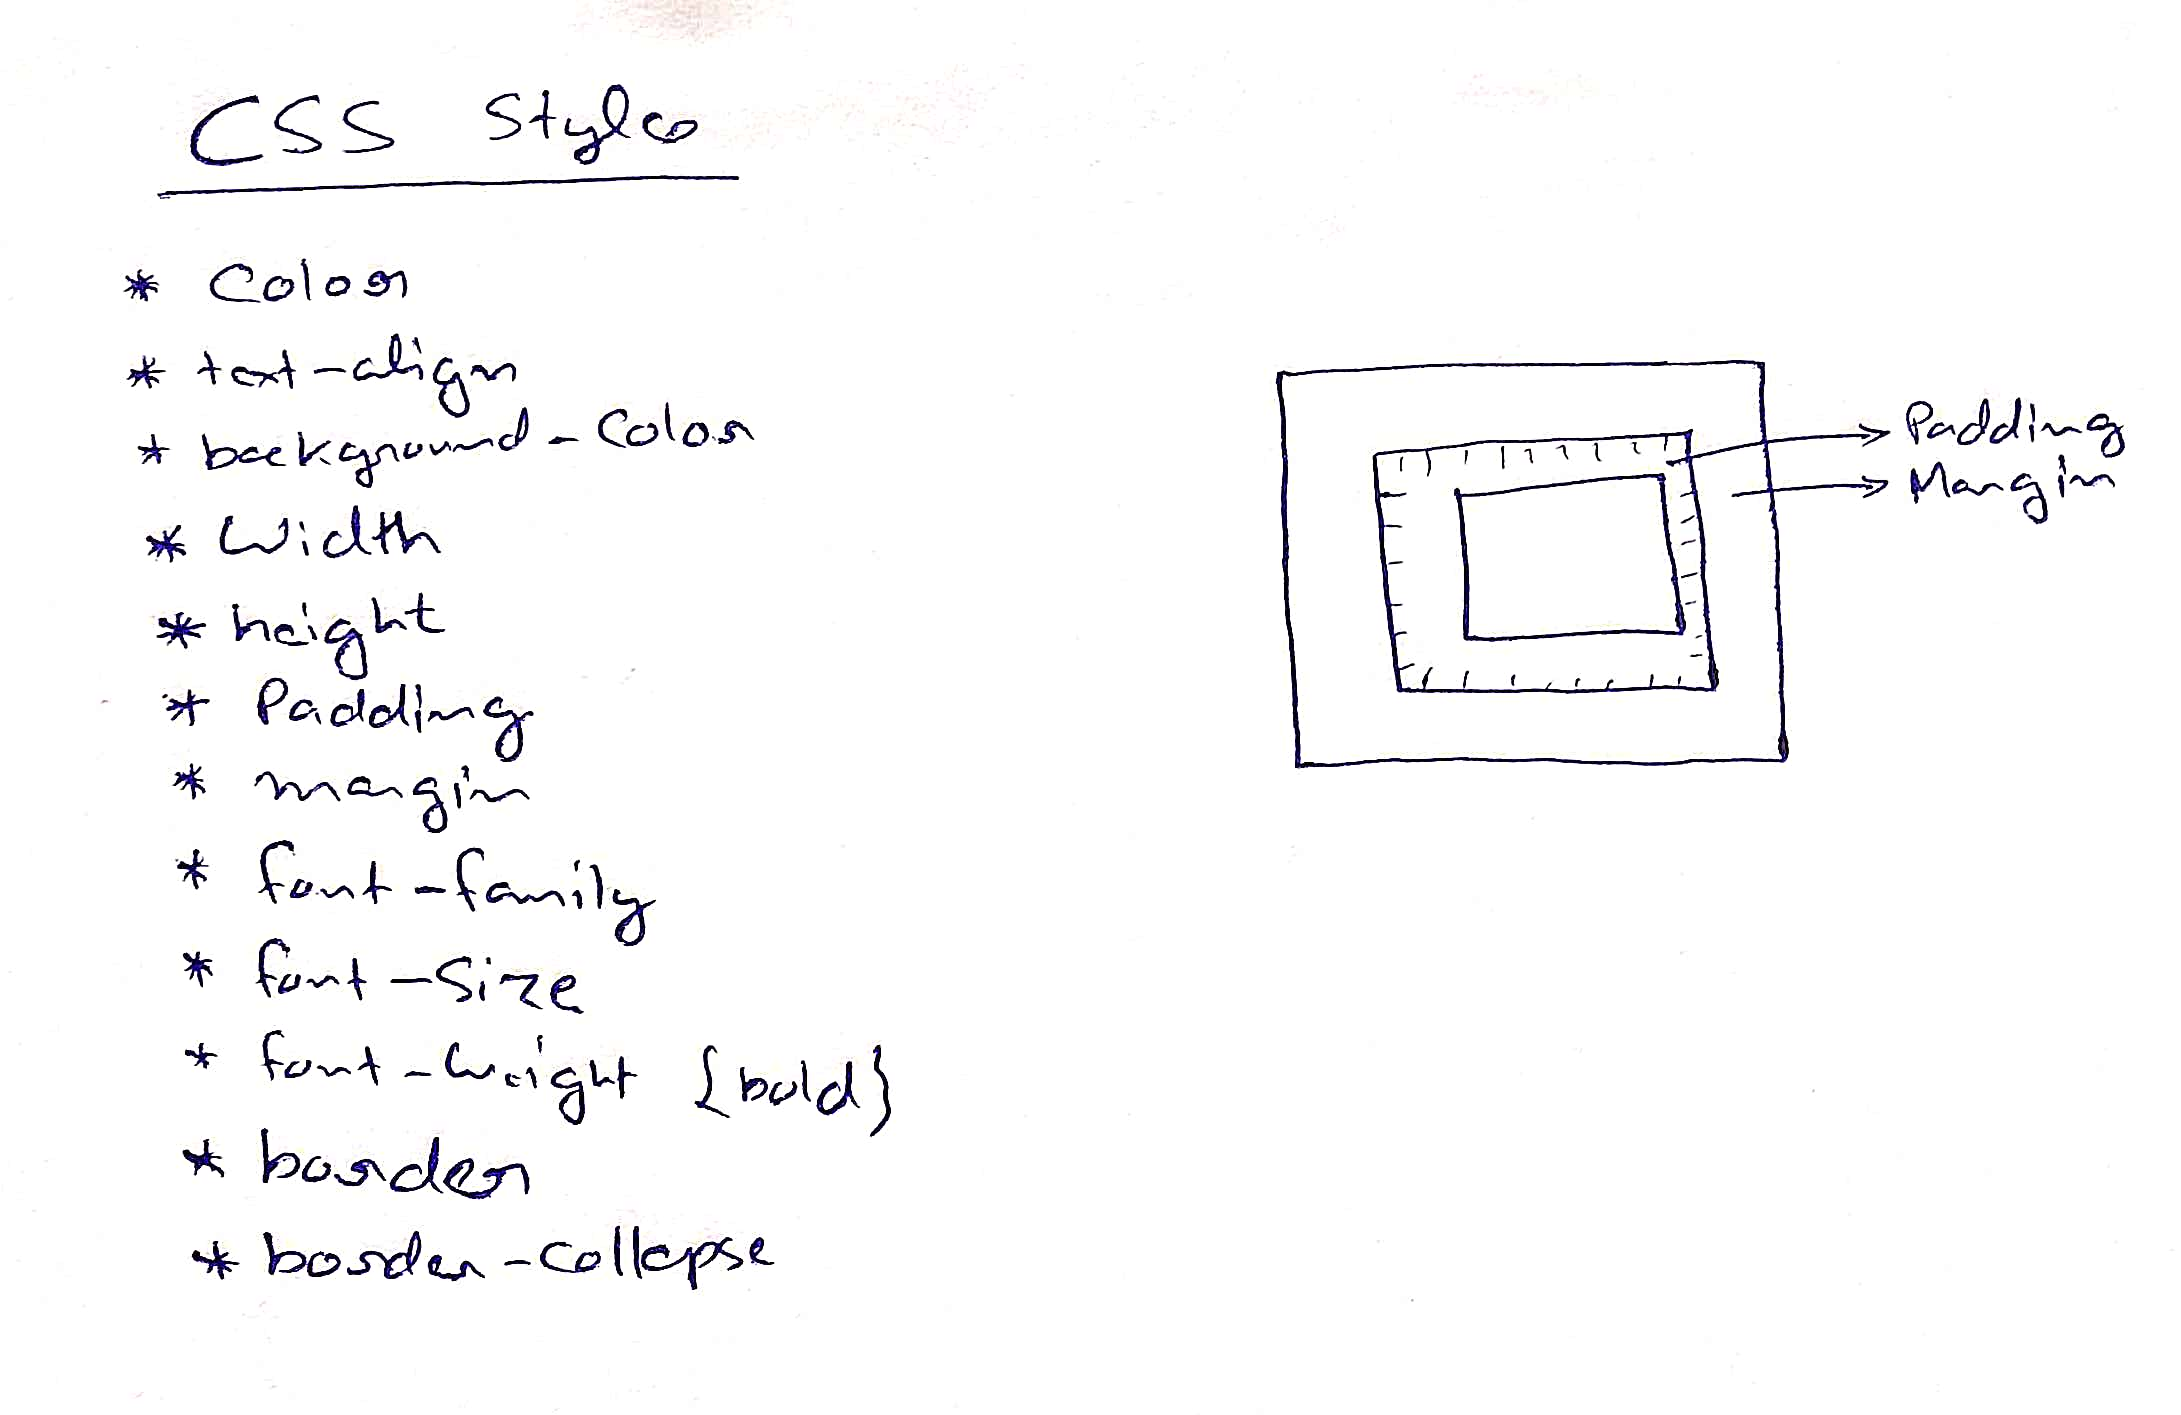 CSS Styles
* Color
* text-align
* background-Color
* Width
* height
* Padding
* margin
* font-family
* font-Size
* font-weight {bold}
* border
* border-collapse
Padding
Margin